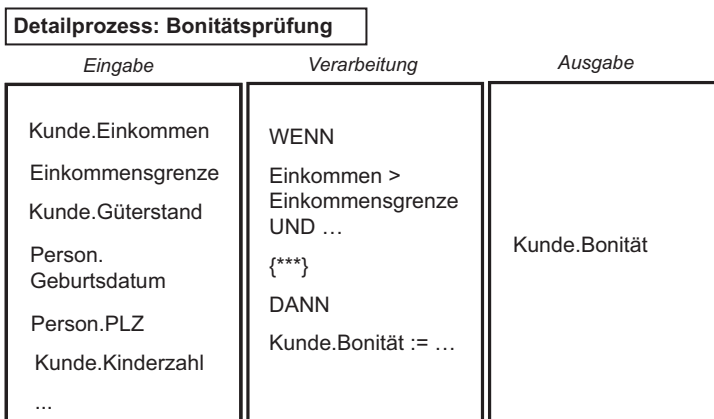 Detailprozess: Bonitätsprüfung
Eingabe
Verarbeitung
Ausgabe
Kunde.Einkommen
Einkommensgrenze
Kunde.Güterstand
Person.
Geburtsdatum
Person.PLZ
Kunde.Kinderzahl
...
WENN
Einkommen >
Einkommensgrenze
UND …
{***}
DANN
Kunde.Bonität := …
Kunde.Bonität